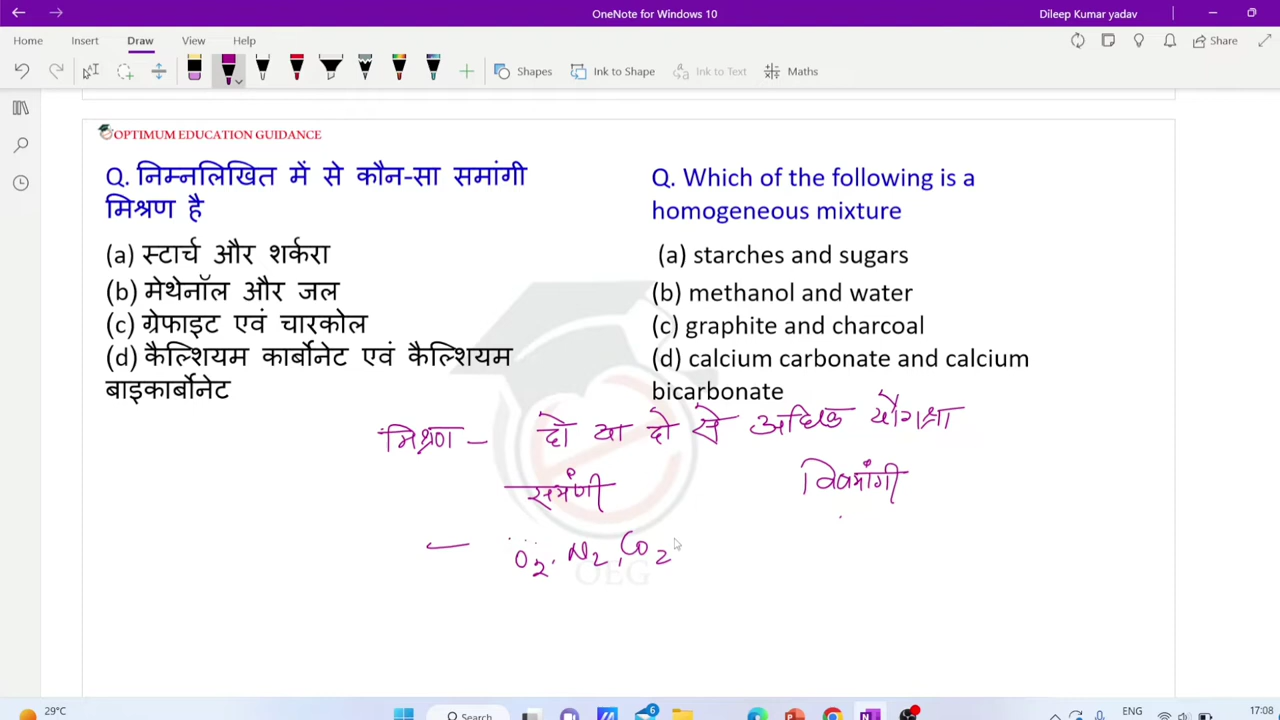 OneNote for Windows 10
Dileep Kumar yadav
Home Insert Draw View Help
Share
Shapes Ink to Shape Ink to Text Maths
OPTIMUM EDUCATION GUIDANCE
Q. निम्नलिखित में से कौन-सा समांगी
मिश्रण है
(a) स्टार्च और शर्करा
(b) मेथेनॉल और जल
(c) ग्रेफाइट एवं चारकोल
(d) कैल्शियम कार्बोनेट एवं कैल्शियम
बाइकार्बोनेट
Q. Which of the following is a
homogeneous mixture
(a) starches and sugars
(b) methanol and water
(c) graphite and charcoal
(d) calcium carbonate and calcium
bicarbonate
मिश्रण - दो या दो से अधिक
O2, N2, CO2
OEG
29°C
Search
6
ENG
17:08